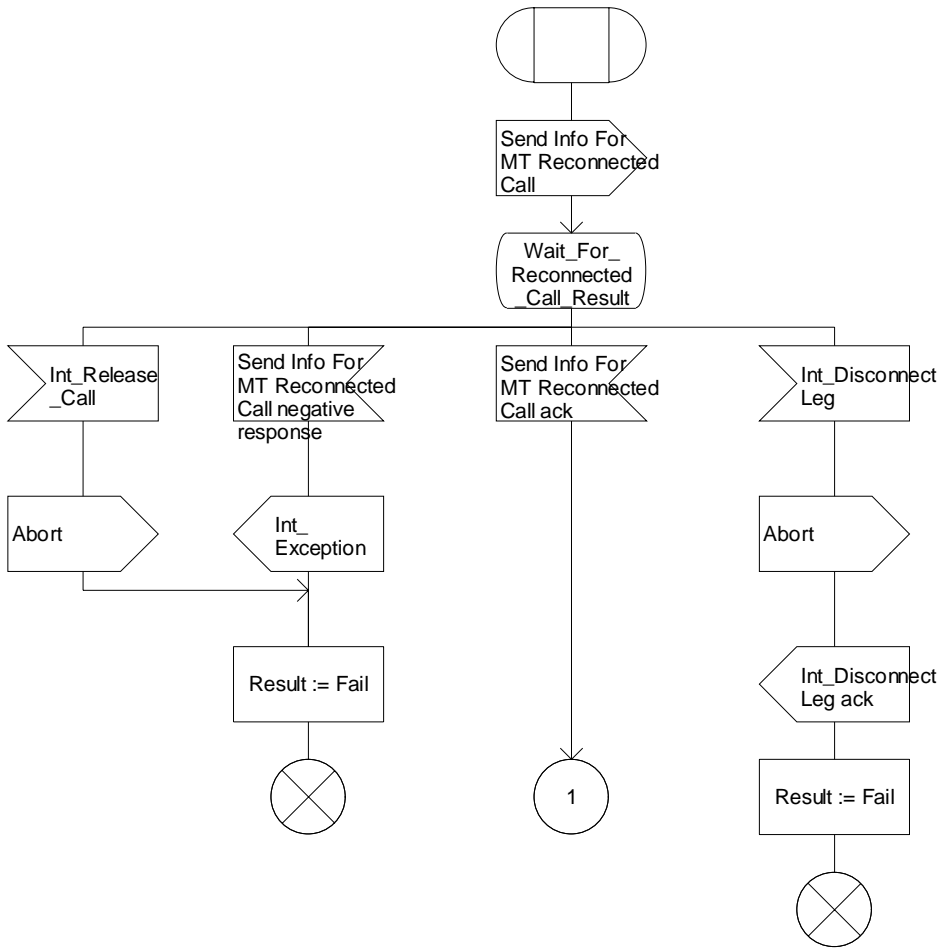 Send Info For
MT Reconnected
Call
Wait_For_
Reconnected
_Call_Result
Int_Release
_Call
Send Info For
MT Reconnected
Call negative
response
Send Info For
MT Reconnected
Call ack
Int_Disconnect
Leg
Abort
Int_
Exception
Abort
Result := Fail
Int_Disconnect
Leg ack
1
Result := Fail